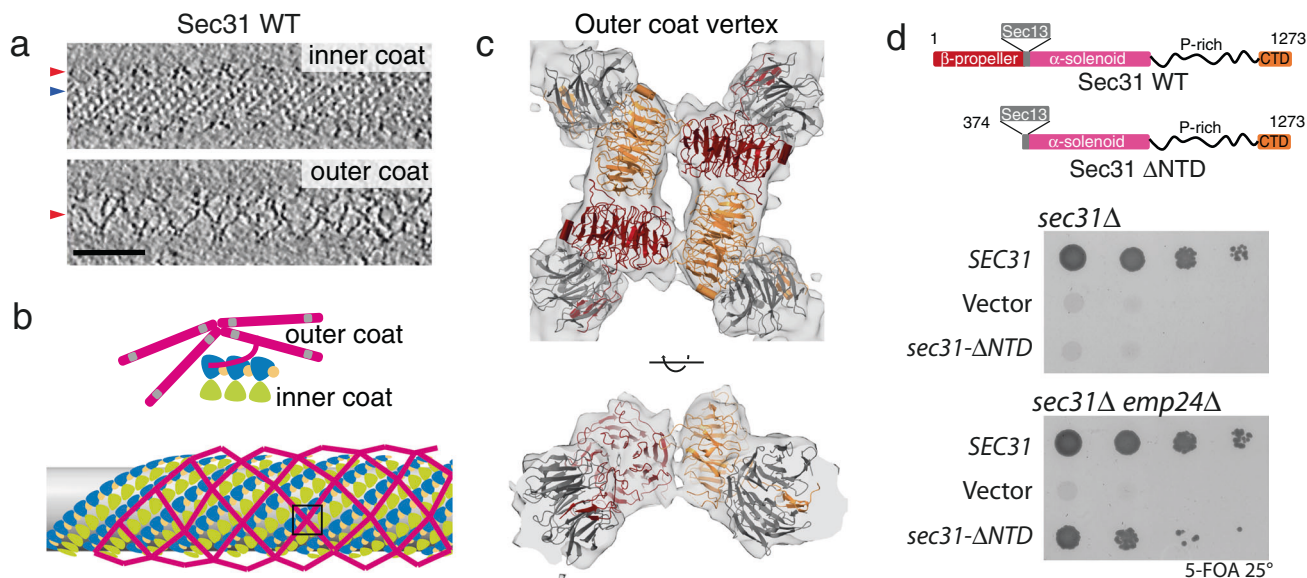 Sec31 WT
a
inner coat
outer coat
b
outer coat
inner coat
c
Outer coat vertex
d
Sec13
1
1273
β-propeller
α-solenoid
P-rich
CTD
Sec31 WT
Sec13
374
1273
α-solenoid
P-rich
CTD
Sec31 ΔNTD
sec31Δ
SEC31
Vector
sec31-ΔNTD
sec31Δ emp24Δ
SEC31
Vector
sec31-ΔNTD
5-FOA 25°